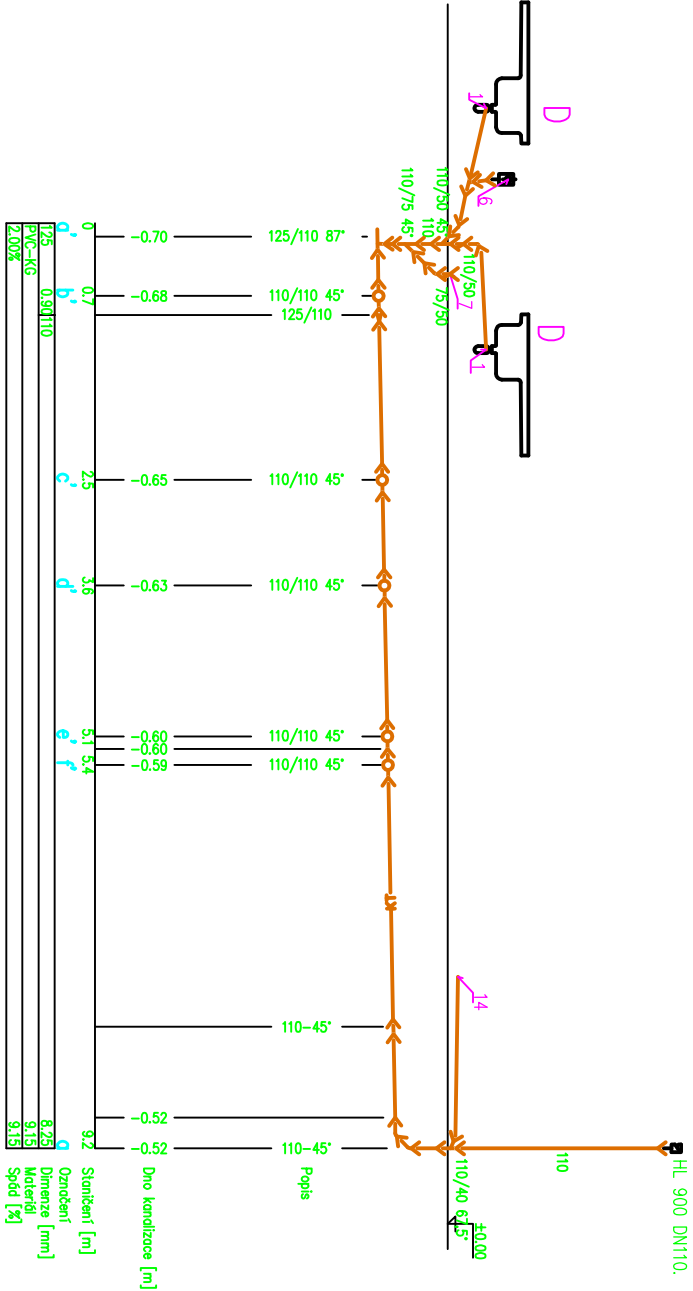 HL 900 DN110.
D
D
1
6
1
7
14
110
110/50 45°
110
110/75 45°
110/50
75/50
110/40 67.5°
±0.00
Popis
125/110 87°
110/110 45°
125/110
110/110 45°
110/110 45°
110/110 45°
110/110 45°
110-45°
110-45°
Dno kanalizace [m]
-0.70
-0.68
-0.65
-0.63
-0.60
-0.60
-0.59
-0.52
-0.52
Staničení [m]
0
0.7
2.5
3.6
5.1
5.4
9.2
Označení
a'
b'
c'
d'
e'
f'
a
Dimenze [mm]
125
0.90
110
8.25
Materiál
PVC-KG
9.15
Spád [%]
2.00%
9.15